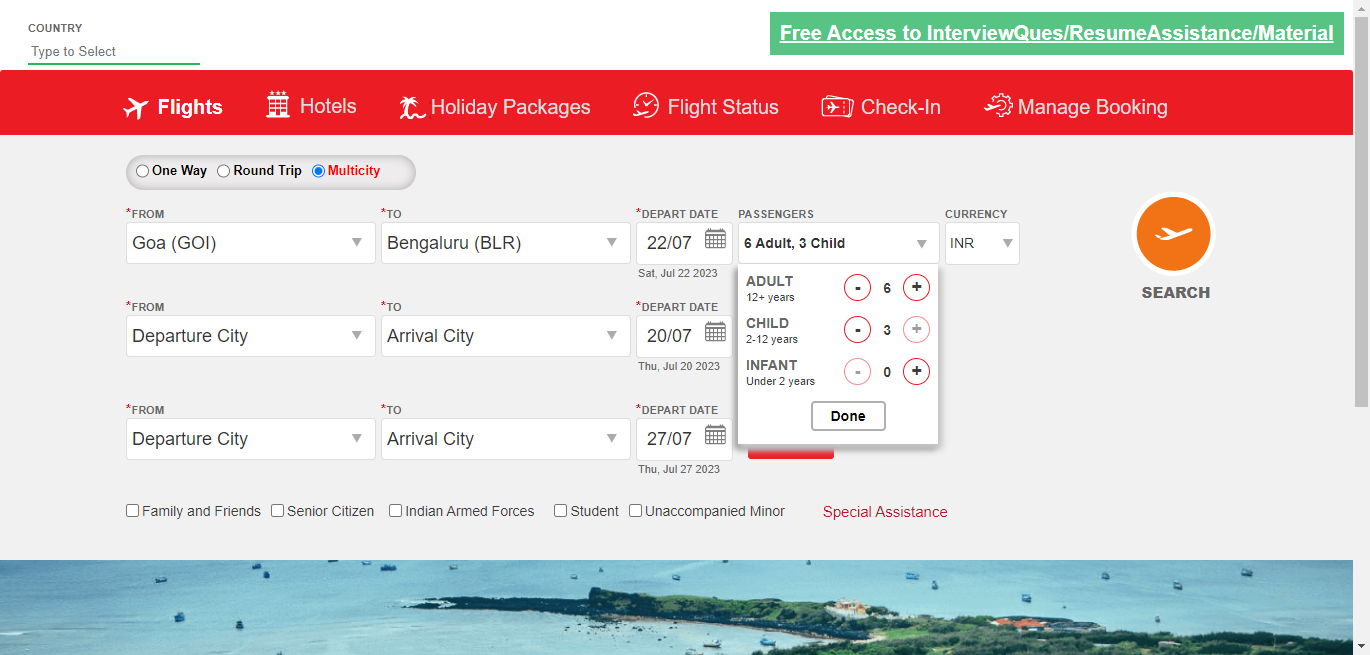 COUNTRY
Type to Select
Free Access to InterviewQues/ResumeAssistance/Material
Flights Hotels Holiday Packages Flight Status Check-In Manage Booking
One Way Round Trip Multicity
*FROM *TO *DEPART DATE PASSENGERS CURRENCY
Goa (GOI) Bengaluru (BLR) 22/07 6 Adult, 3 Child INR
Sat, Jul 22 2023
SEARCH
ADULT - 6 +
12+ years
*FROM *TO *DEPART DATE
Departure City Arrival City 20/07
Thu, Jul 20 2023
CHILD - 3 +
2-12 years
INFANT - 0 +
Under 2 years
Done
*FROM *TO *DEPART DATE
Departure City Arrival City 27/07
Thu, Jul 27 2023
Family and Friends Senior Citizen Indian Armed Forces Student Unaccompanied Minor Special Assistance